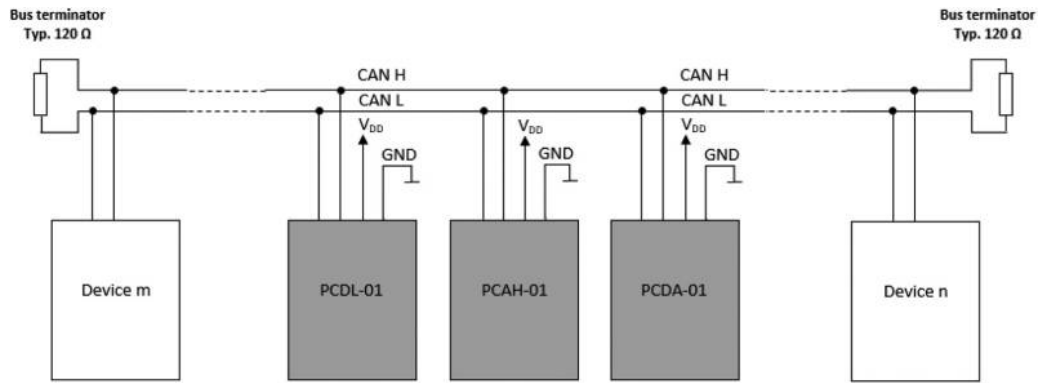 Bus terminator
Typ. 120 Ω
Bus terminator
Typ. 120 Ω
CAN H
CAN H
CAN L
CAN L
VDD
VDD
VDD
GND
GND
GND
Device m
PCDL-01
PCAH-01
PCDA-01
Device n